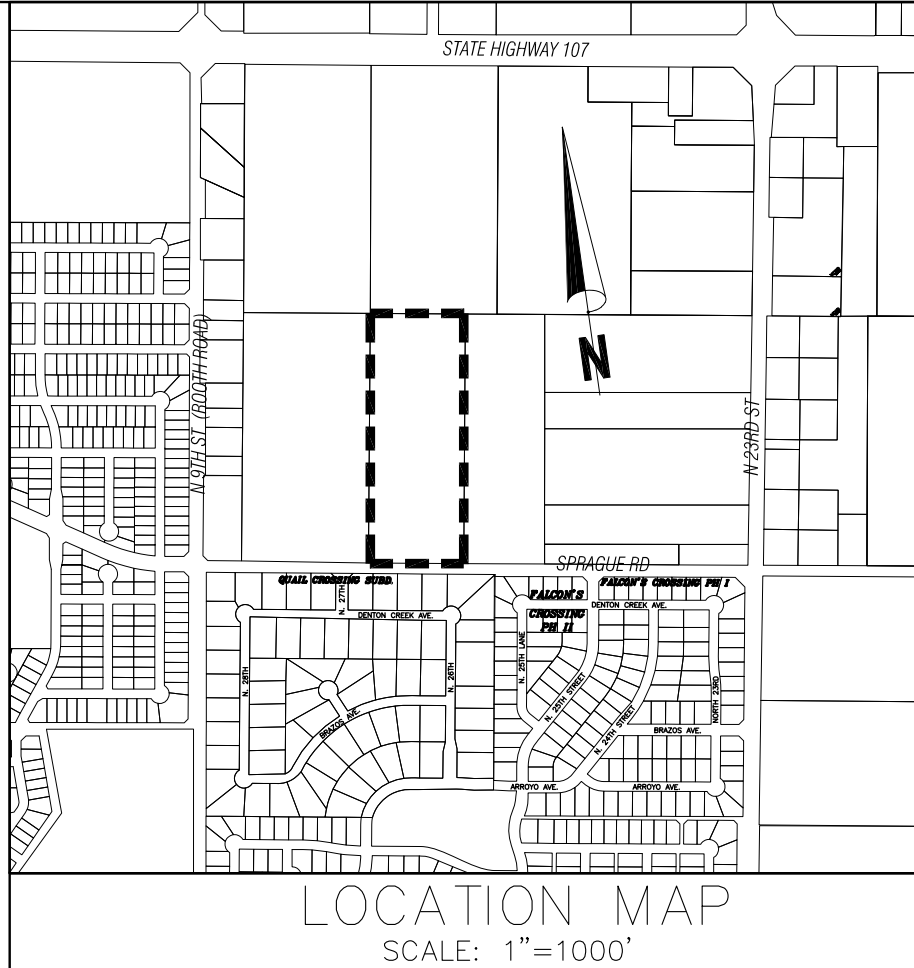 STATE HIGHWAY 107
N 9TH ST (ROOTH ROAD)
N
N 23RD ST
SPRAGUE RD
QUAIL CROSSING SUBD.
FALCON'S CROSSING PH I
FALCON'S
CROSSING
PH II
N. 27TH
DENTON CREEK AVE.
DENTON CREEK AVE.
N. 28TH
N. 26TH
N. 25TH LANE
N. 25TH STREET
N. 24TH STREET
NORTH 23RD
BRAZOS AVE.
BRAZOS AVE.
ARROYO AVE.
ARROYO AVE.
LOCATION MAP
SCALE: 1"=1000'